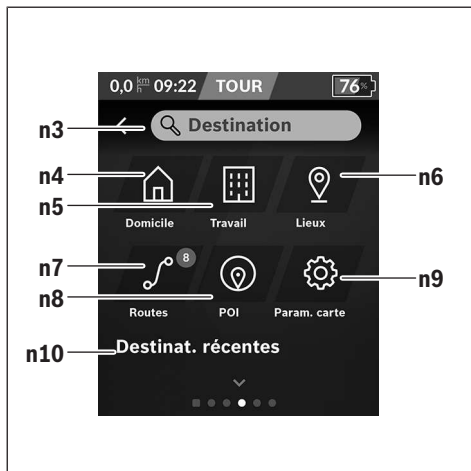 0,0 km/h 09:22 TOUR 76%
n3 Destination
n4 n6
n5
Domicile Travail Lieux
n7 8
n8 n9
Routes POI Param. carte
n10 Destinat. récentes